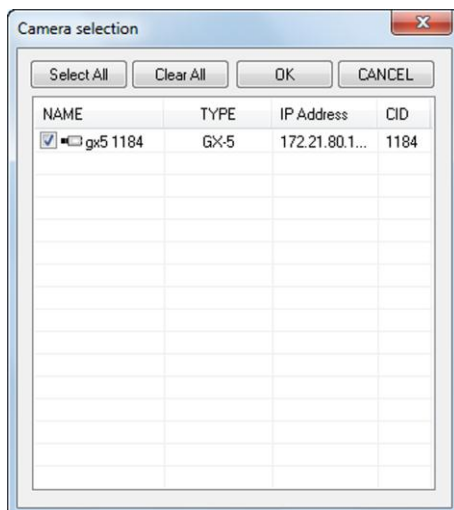 Camera selection
Select All Clear All OK CANCEL
NAME TYPE IP Address CID
gx5 1184 GX-5 172.21.80.1... 1184